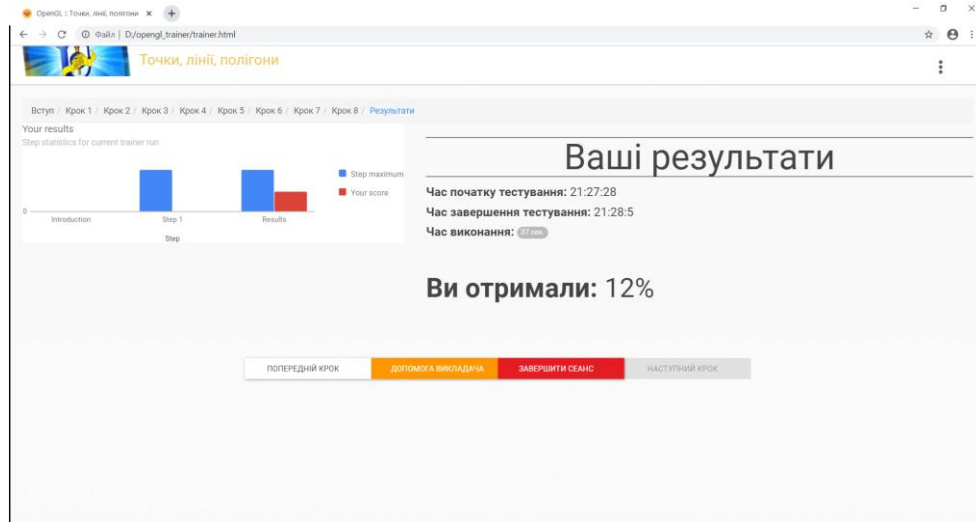 OpenGL :: Точки, лінії, полігони
Файл | D:/opengl_trainer/trainer.html
Точки, лінії, полігони
Вступ / Крок 1 / Крок 2 / Крок 3 / Крок 4 / Крок 5 / Крок 6 / Крок 7 / Крок 8 / Результати
Your results
Step statistics for current trainer run
Step maximum
Your score
0
Introduction Step 1 Results
Step
Ваші результати
Час початку тестування: 21:27:28
Час завершення тестування: 21:28:5
Час виконання: 37 сек.
Ви отримали: 12%
ПОПЕРЕДНІЙ КРОК ДОПОМОГА ВИКЛАДАЧА ЗАВЕРШИТИ СЕАНС НАСТУПНИЙ КРОК